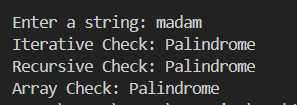 Enter a string: madam
Iterative Check: Palindrome
Recursive Check: Palindrome
Array Check: Palindrome